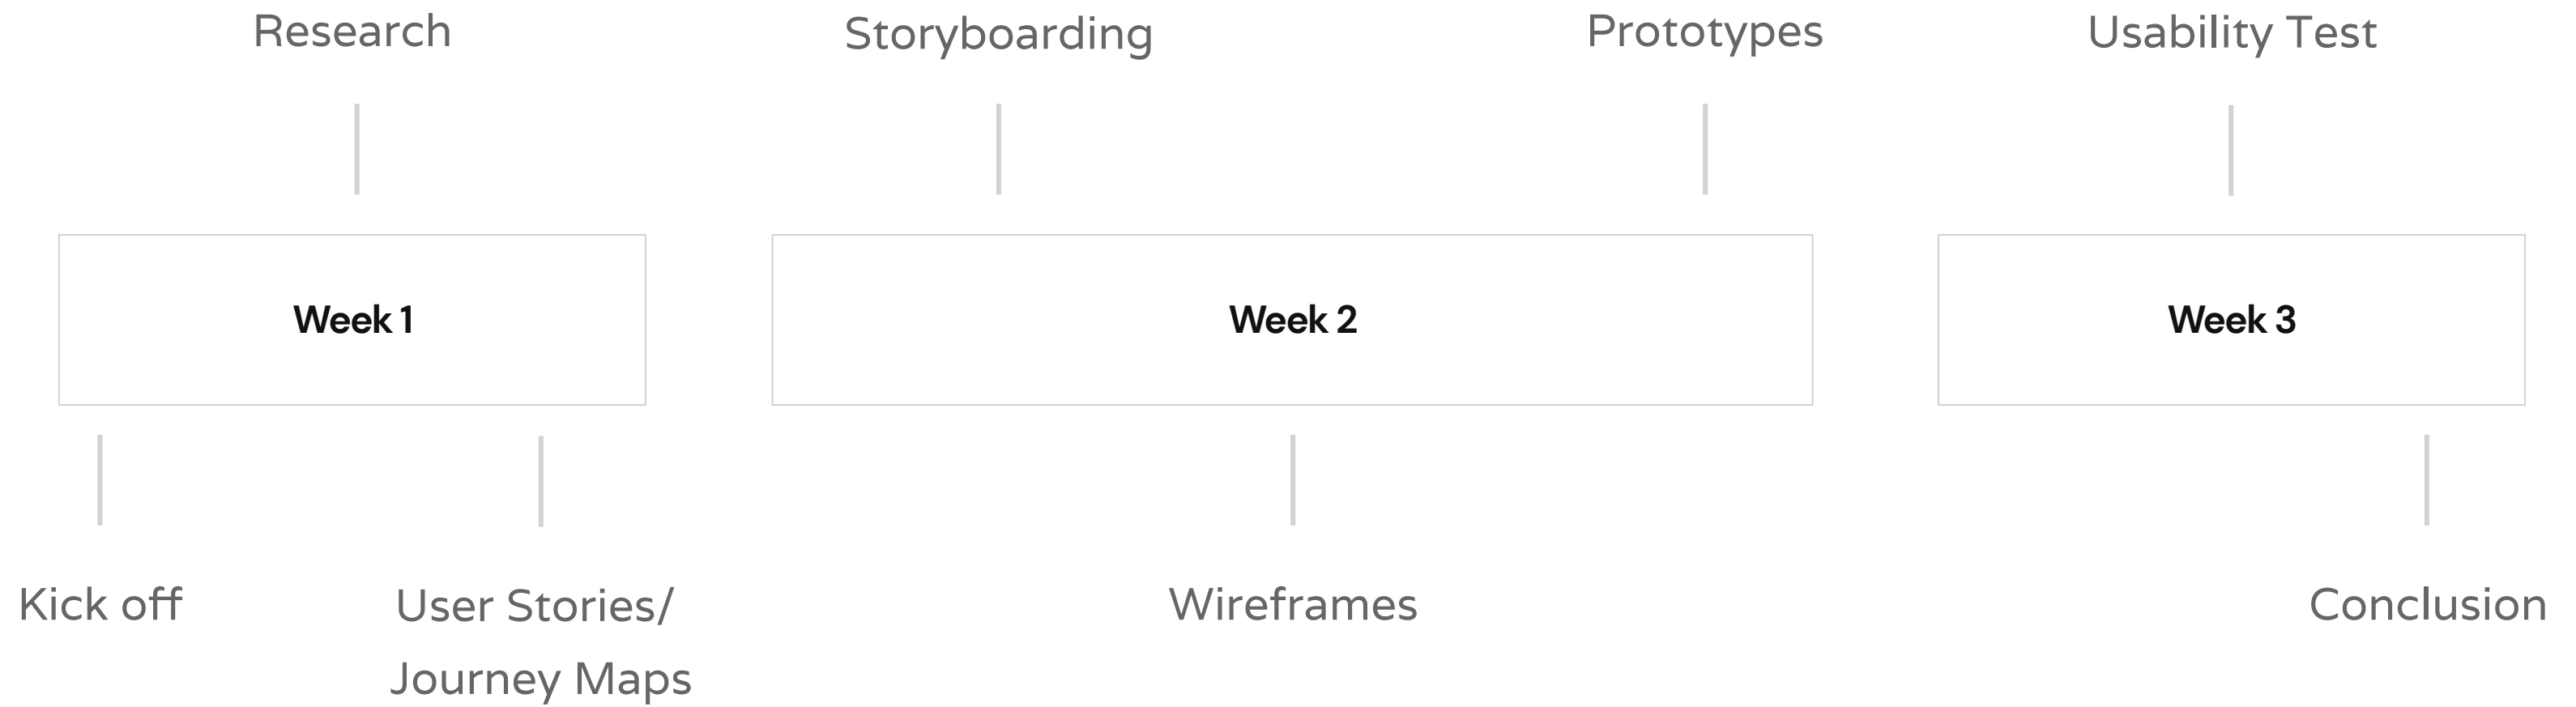 Research
Storyboarding
Prototypes
Usability Test
Week 1
Week 2
Week 3
Kick off
User Stories/
Journey Maps
Wireframes
Conclusion